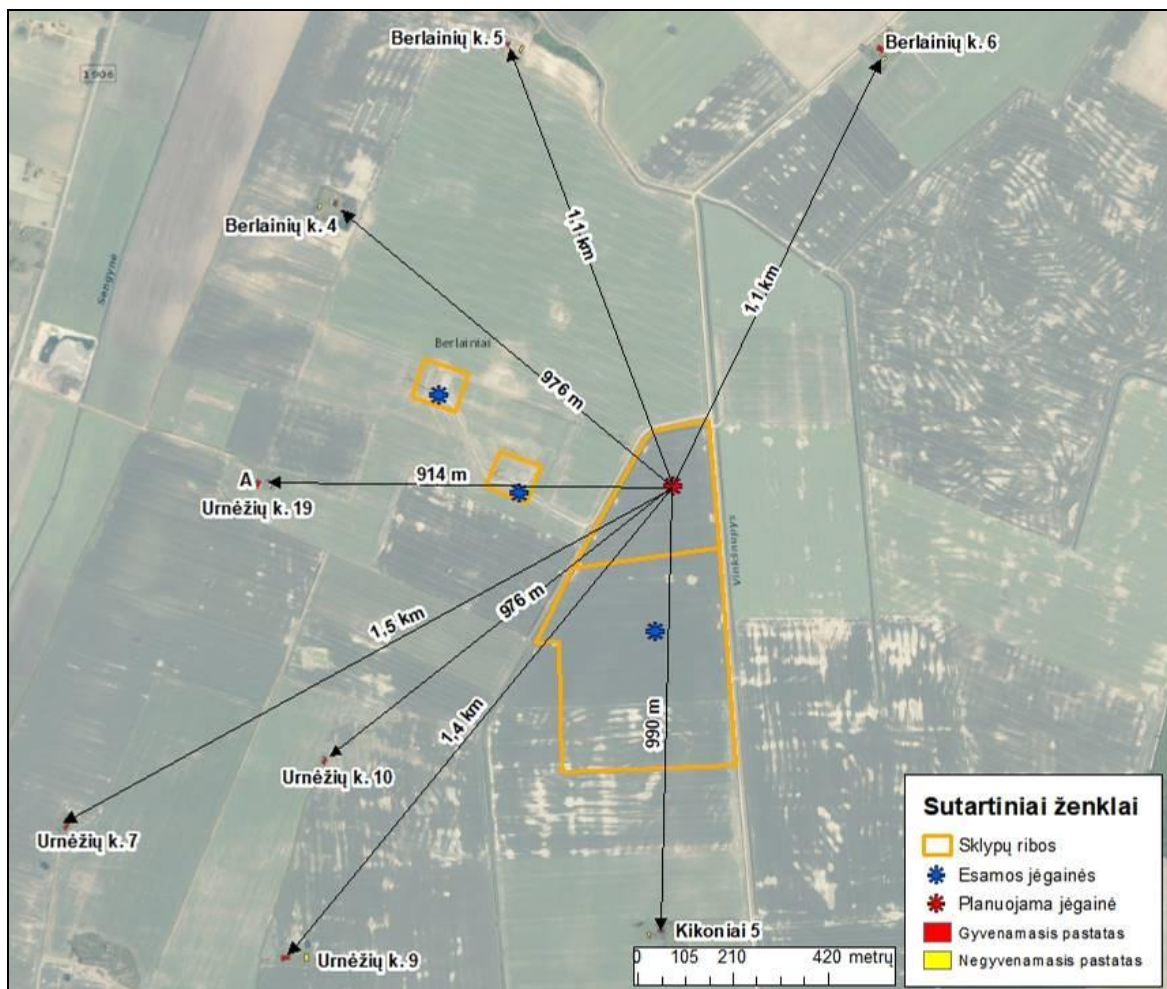 Berlainių k. 5
Berlainių k. 6
1906
Berlainių k. 4
1,1 km
1,1 km
Sengynė
Berlainiai
976 m
A
914 m
Urnėžių k. 19
Vinkšnupys
976 m
1,5 km
1,4 km
990 m
Urnėžių k. 10
Urnėžių k. 7
Urnėžių k. 9
Kikoniai 5
0 105 210 420 metrų
Sutartiniai ženklai
Sklypų ribos
Esamos jėgainės
Planuojama jėgainė
Gyvenamasis pastatas
Negyvenamasis pastatas